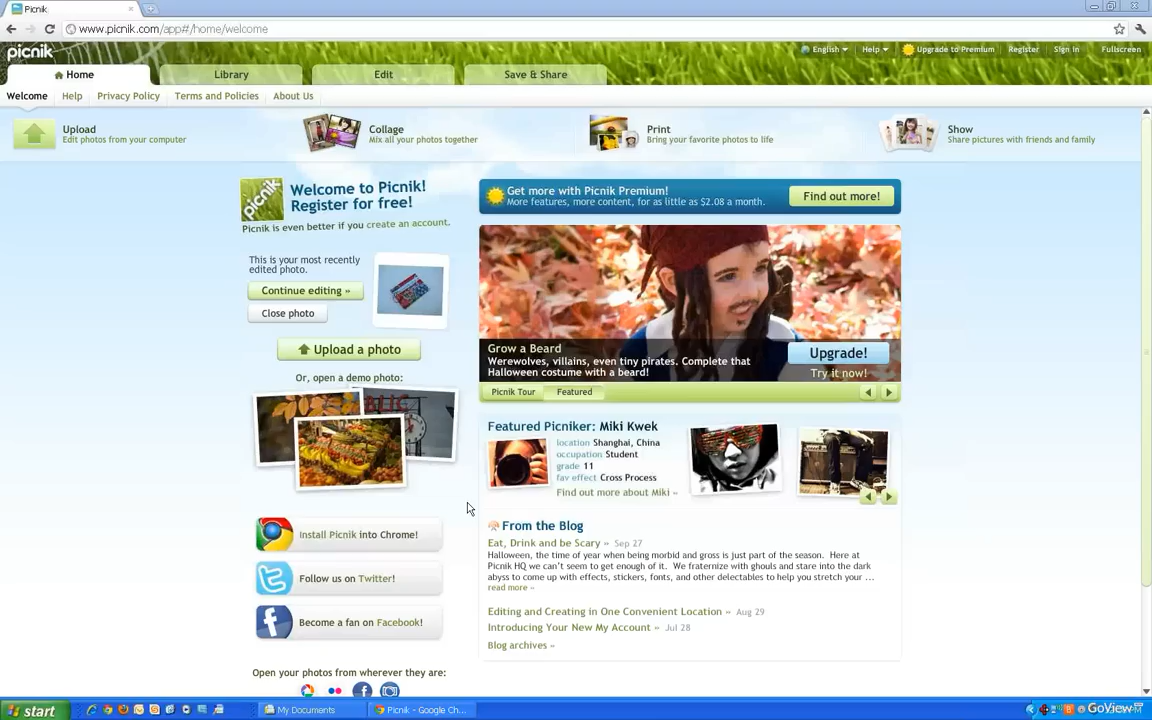 Picnik
www.picnik.com/app#/home/welcome
picnik
English Help Upgrade to Premium Register Sign In Fullscreen
Home Library Edit Save & Share
Welcome Help Privacy Policy Terms and Policies About Us
Upload
Edit photos from your computer
Collage
Mix all your photos together
Print
Bring your favorite photos to life
Show
Share pictures with friends and family
picnik
Welcome to Picnik!
Register for free!
Picnik is even better if you create an account.
This is your most recently
edited photo.
Continue editing »
Close photo
Upload a photo
Or, open a demo photo:
BLIC
Install Picnik into Chrome!
Follow us on Twitter!
Become a fan on Facebook!
Open your photos from wherever they are:
Get more with Picnik Premium!
More features, more content, for as little as $2.08 a month.
Find out more!
Grow a Beard
Werewolves, villains, even tiny pirates. Complete that
Halloween costume with a beard!
Upgrade!
Try it now!
Picnik Tour Featured
Featured Picniker: Miki Kwek
location Shanghai, China
occupation Student
grade 11
fav effect Cross Process
Find out more about Miki »
From the Blog
Eat, Drink and be Scary » Sep 27
Halloween, the time of year when being morbid and gross is just part of the season. Here at
Picnik HQ we can't seem to get enough of it. We fraternize with ghouls and stare into the dark
abyss to come up with effects, stickers, fonts, and other delectables to help you stretch your ...
read more »
Editing and Creating in One Convenient Location » Aug 29
Introducing Your New My Account » Jul 28
Blog archives »
start
My Documents
Picnik - Google Ch...
GoView